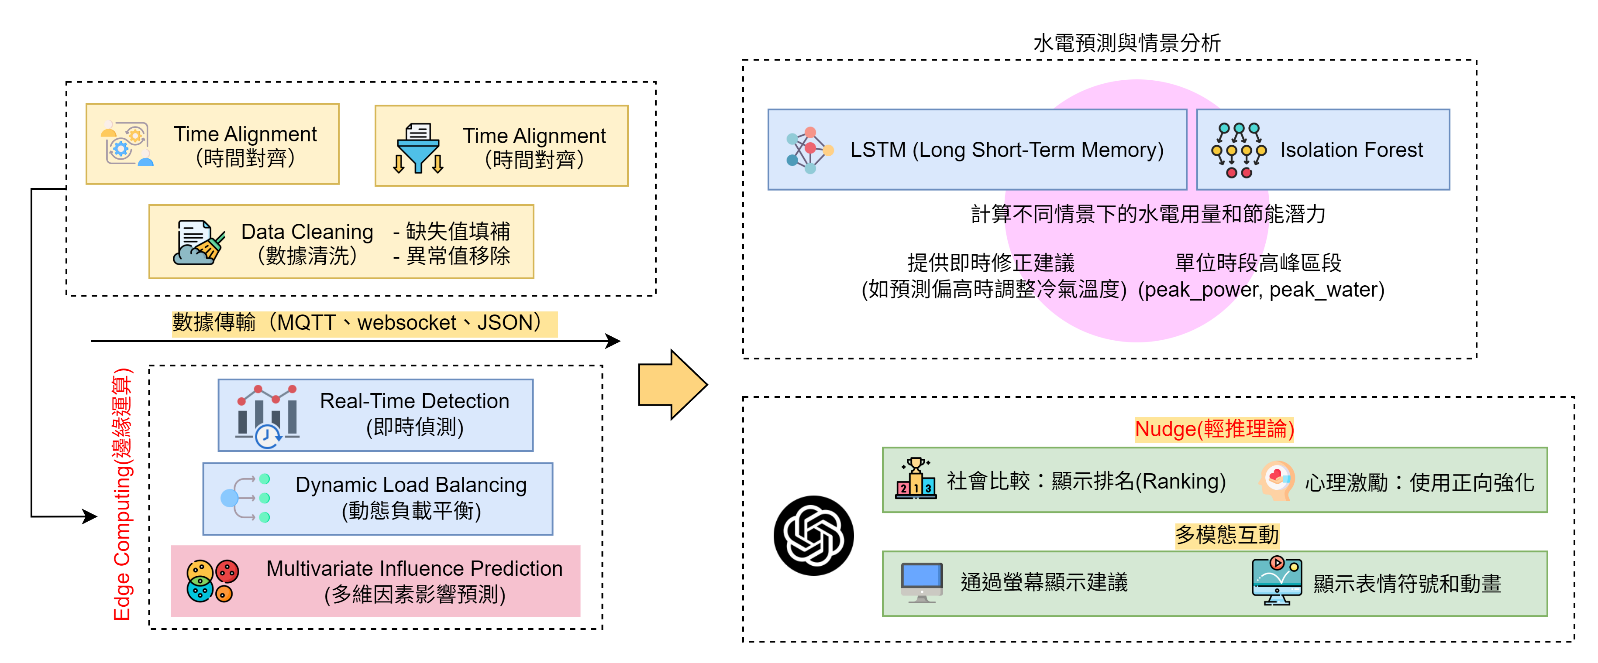 Time Alignment
（時間對齊）
Time Alignment
（時間對齊）
Data Cleaning
（數據清洗）
- 缺失值填補
- 異常值移除
數據傳輸（MQTT、websocket、JSON）
Edge Computing(邊緣運算)
Real-Time Detection
(即時偵測)
Dynamic Load Balancing
(動態負載平衡)
Multivariate Influence Prediction
(多維因素影響預測)
水電預測與情景分析
LSTM (Long Short-Term Memory)
Isolation Forest
計算不同情景下的水電用量和節能潛力
提供即時修正建議
(如預測偏高時調整冷氣溫度)
單位時段高峰區段
(peak_power, peak_water)
Nudge(輕推理論)
2 1 3
社會比較：顯示排名(Ranking)
心理激勵：使用正向強化
多模態互動
通過螢幕顯示建議
顯示表情符號和動畫